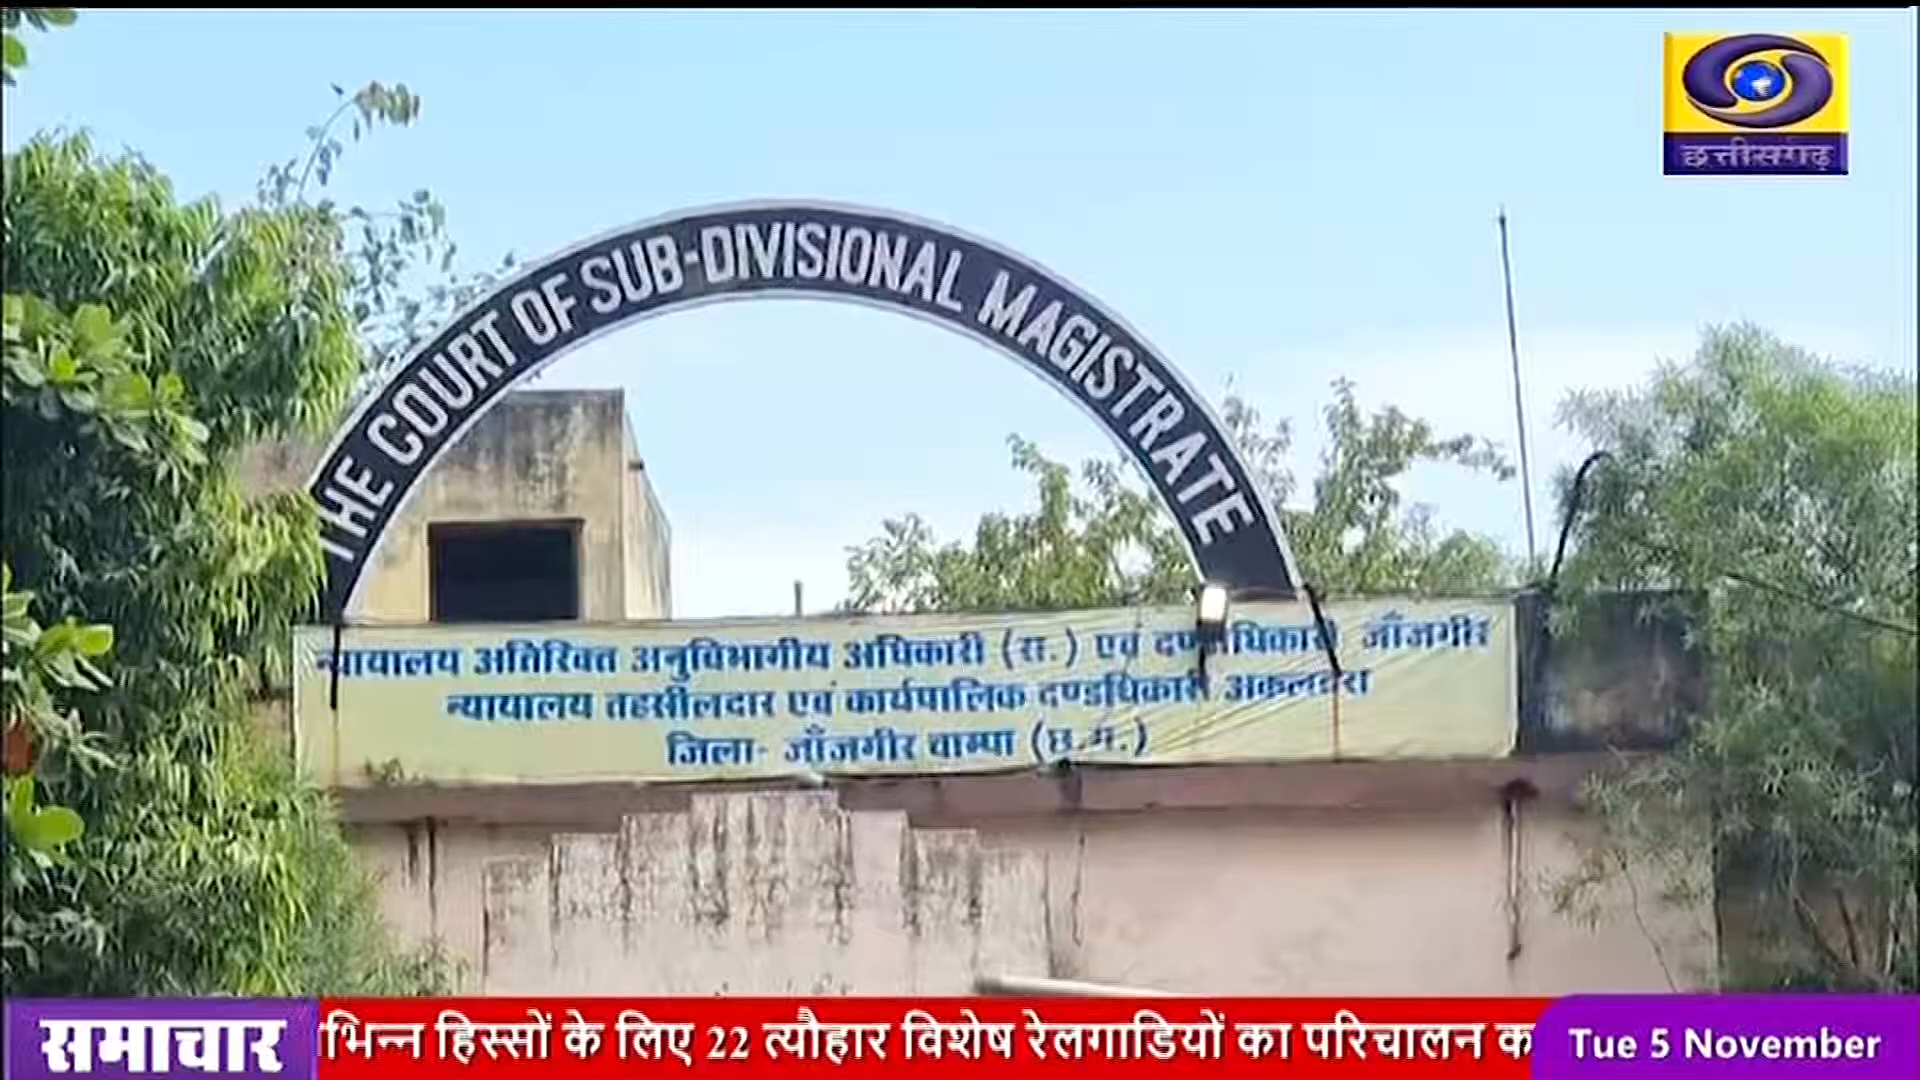 छत्तीसगढ़
THE COURT OF SUB-DIVISIONAL MAGISTRATE
न्यायालय अतिरिक्त अनुविभागीय अधिकारी (रा.) एवं दण्डाधिकारी जाँजगीर
न्यायालय तहसीलदार एवं कार्यपालिक दण्डाधिकारी अकलतरा
जिला- जाँजगीर चाम्पा (छ.ग.)
समाचार
भिन्न हिस्सों के लिए 22 त्यौहार विशेष रेलगाडियों का परिचालन क
Tue 5 November